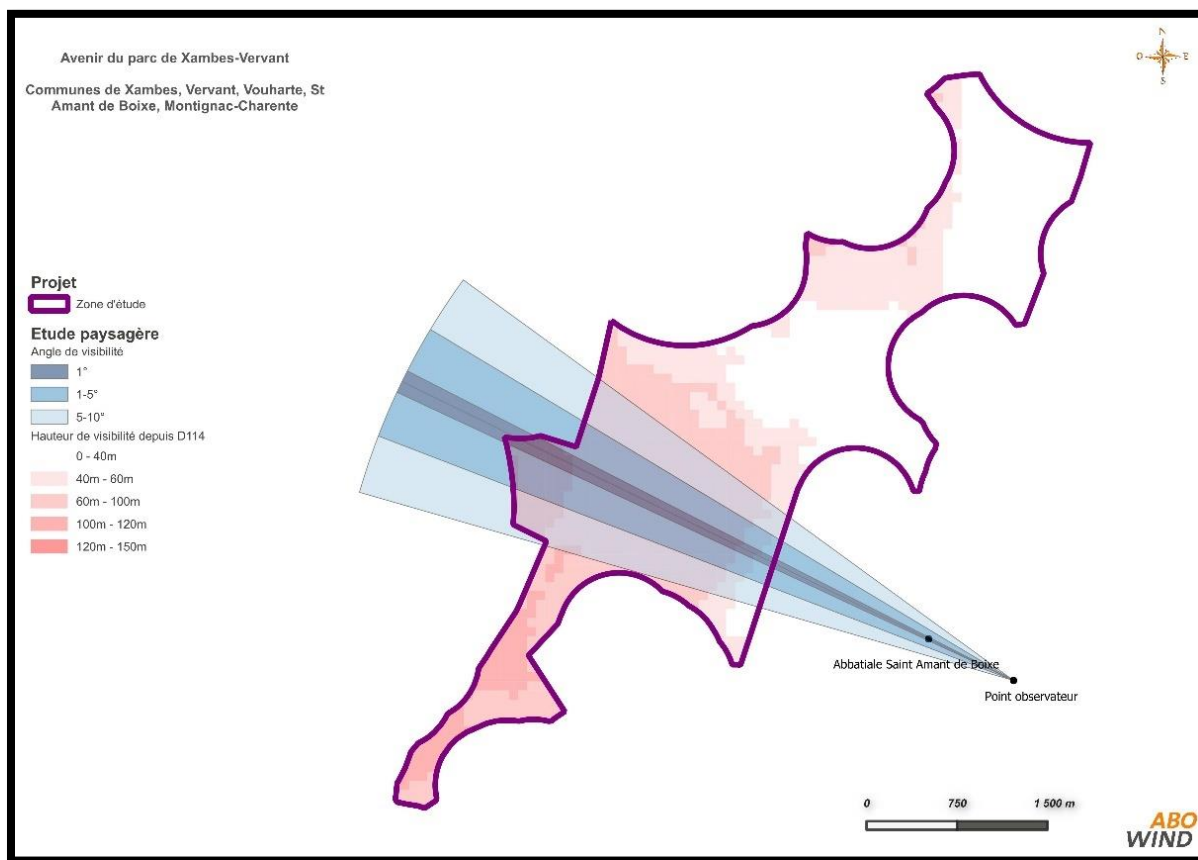 Avenir du parc de Xambes-Vervant
Communes de Xambes, Vervant, Vouharte, St
Amant de Boixe, Montignac-Charente
N
O
E
S
Projet
Zone d'étude
Etude paysagère
Angle de visibilité
1°
1-5°
5-10°
Hauteur de visibilité depuis D114
0 - 40m
40m - 60m
60m - 100m
100m - 120m
120m - 150m
Abbatiale Saint Amant de Boixe
Point observateur
0 750 1 500 m
ABO
WIND